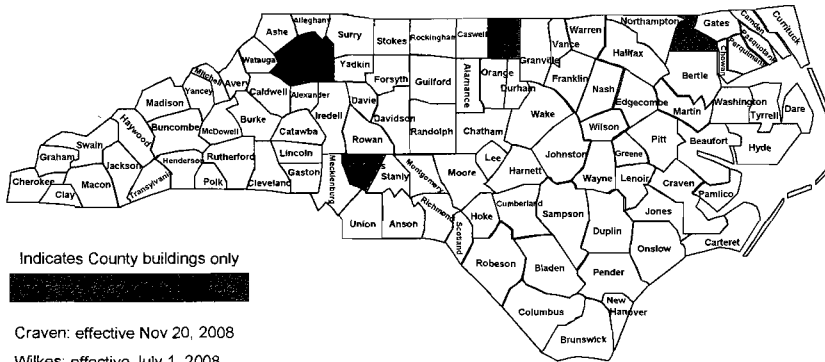 Alleghany
Ashe
Surry
Stokes
Rockingham
Caswell
Granville
Vance
Warren
Northampton
Gates
Camden
Currituck
Pasquotank
Perquimans
Chowan
Halifax
Bertie
Watauga
Yadkin
Forsyth
Guilford
Alamance
Orange
Durham
Franklin
Nash
Edgecombe
Martin
Washington
Tyrrell
Dare
Mitchell
Avery
Caldwell
Alexander
Iredell
Davie
Davidson
Randolph
Chatham
Wake
Wilson
Pitt
Beaufort
Hyde
Madison
Yancey
Burke
Catawba
Rowan
Buncombe
McDowell
Haywood
Swain
Graham
Jackson
Henderson
Rutherford
Lincoln
Gaston
Cleveland
Polk
Transylvania
Macon
Cherokee
Clay
Mecklenburg
s
Stanly
Montgomery
Moore
Lee
Harnett
Johnston
Wayne
Greene
Lenoir
Craven
Pamlico
Union
Anson
Richmond
Scotland
Hoke
Cumberland
Sampson
Duplin
Jones
Onslow
Carteret
Robeson
Bladen
Pender
Columbus
New
Hanover
Brunswick
Indicates County buildings only
Craven: effective Nov 20, 2008
Wilkes: effective July 1, 2008